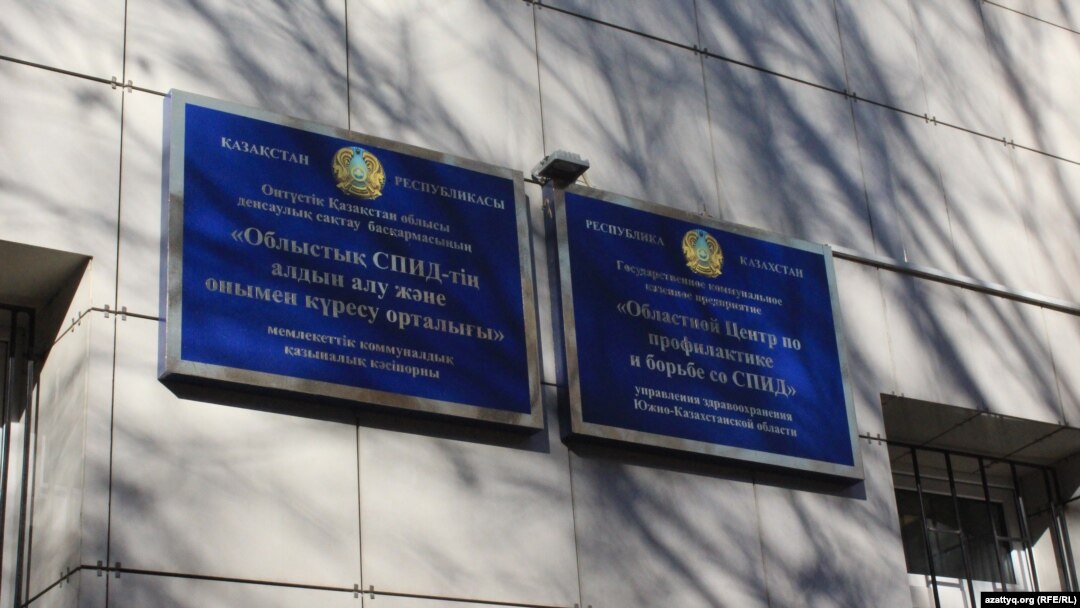 ҚАЗАҚСТАН РЕСПУБЛИКАСЫ
Оңтүстік Қазақстан облысы
денсаулық сақтау басқармасының
«Облыстық СПИД-тің
алдын алу және
онымен күресу орталығы»
мемлекеттік коммуналдық
қазыналық кәсіпорны
РЕСПУБЛИКА КАЗАХСТАН
Государственное коммунальное
казенное предприятие
«Областной Центр по
профилактике
и борьбе со СПИД»
управления здравоохранения
Южно-Казахстанской области
azattyq.org (RFE/RL)